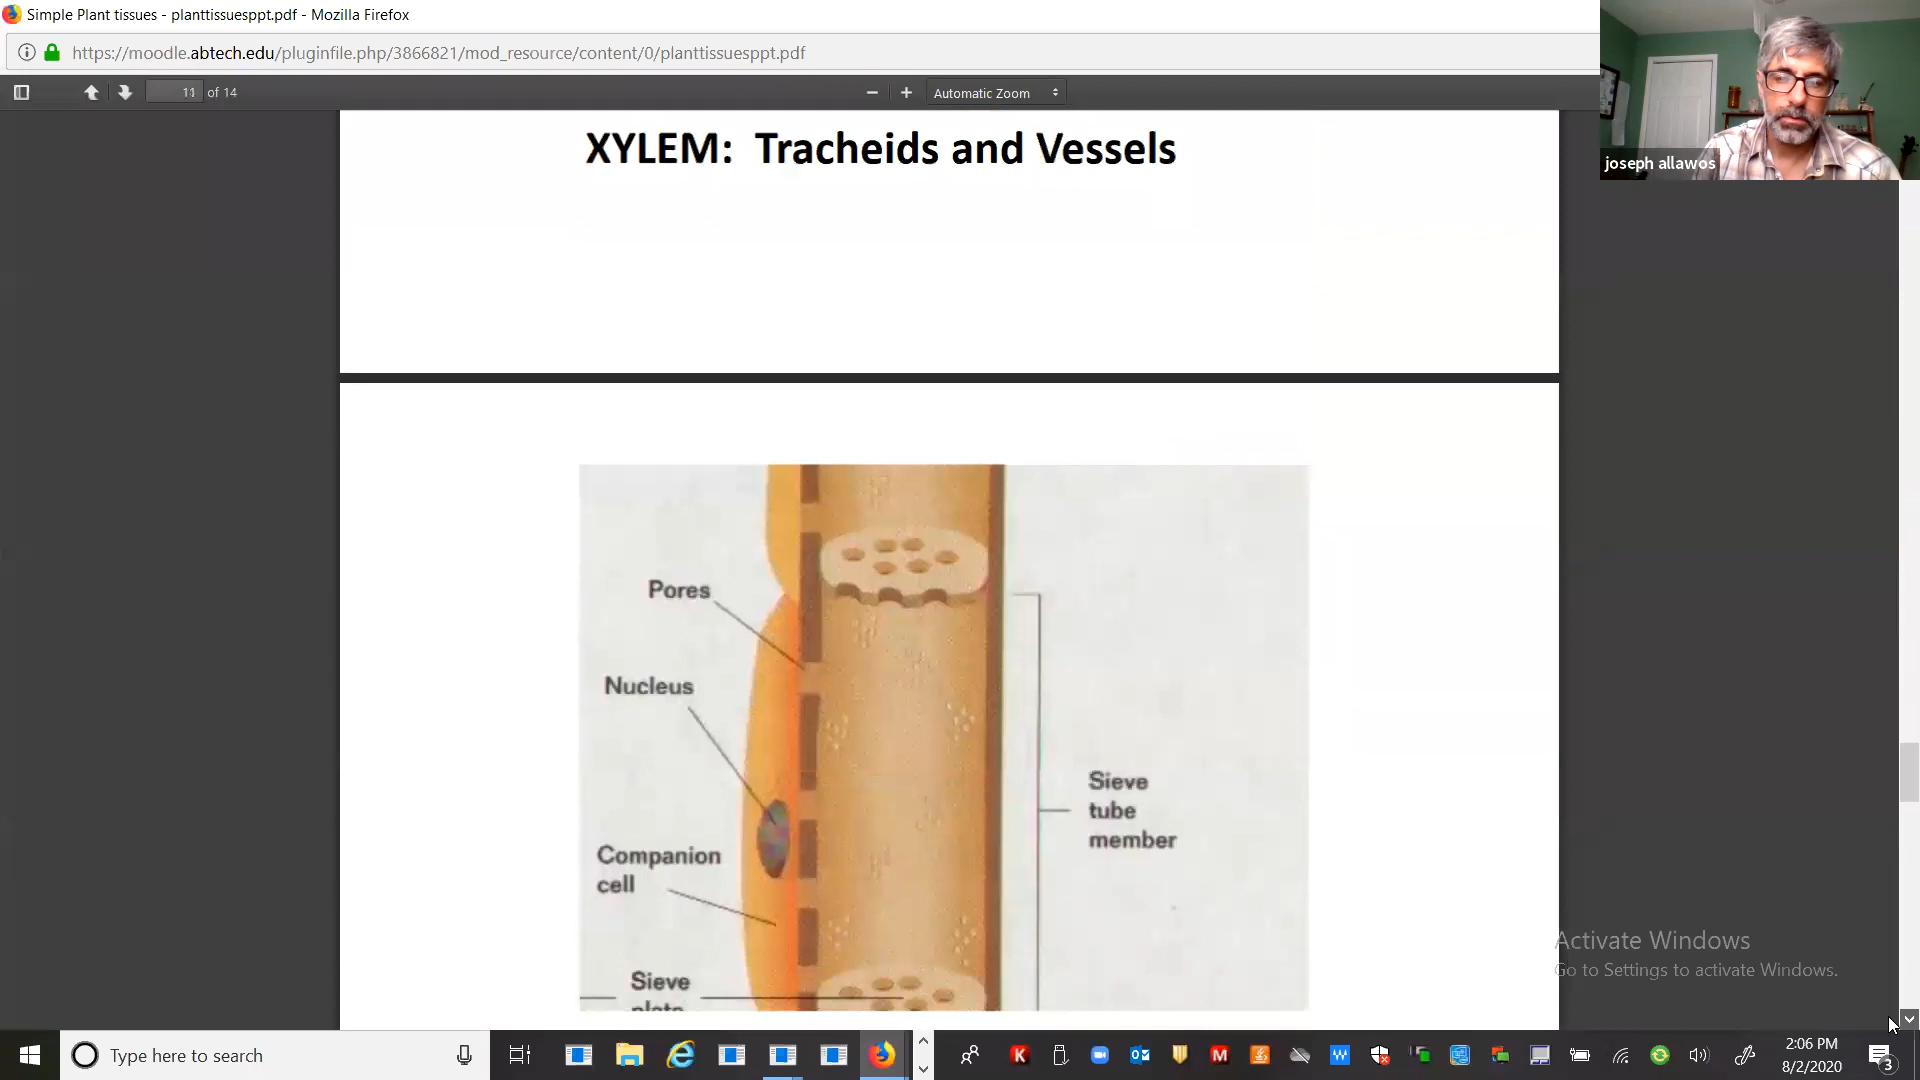 Simple Plant tissues - planttissuesppt.pdf - Mozilla Firefox
https://moodle.abtech.edu/pluginfile.php/3866821/mod_resource/content/0/planttissuesppt.pdf
11 of 14
Automatic Zoom
joseph allawos
XYLEM: Tracheids and Vessels
Pores
Nucleus
Companion
cell
Sieve
plate
Sieve
tube
member
Activate Windows
Go to Settings to activate Windows.
Type here to search
2:06 PM
8/2/2020
3